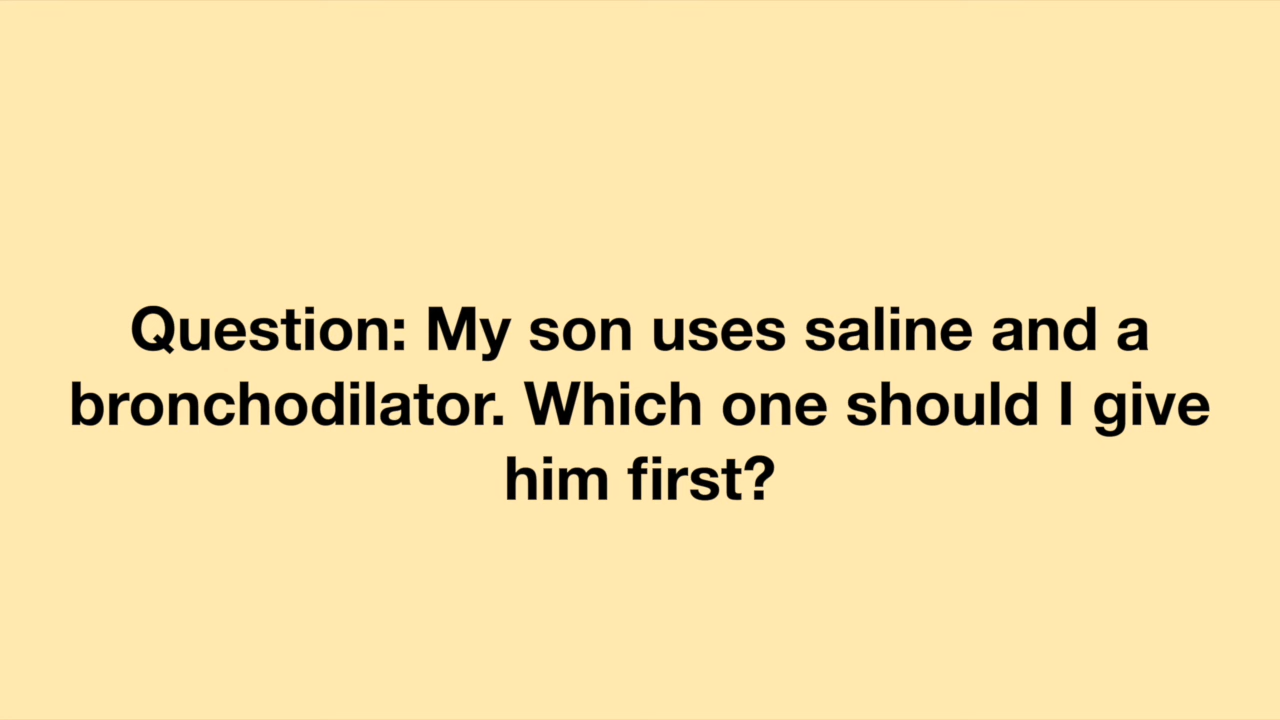 Question: My son uses saline and a
bronchodilator. Which one should I give
him first?